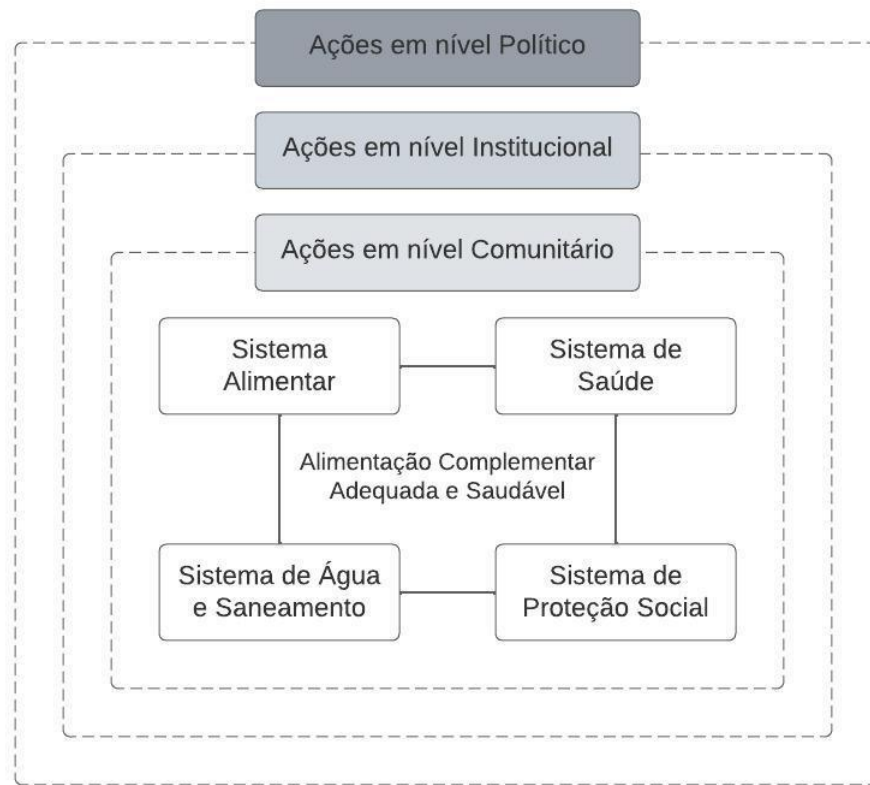 Ações em nível Político
Ações em nível Institucional
Ações em nível Comunitário
Sistema
Alimentar
Sistema de
Saúde
Alimentação Complementar
Adequada e Saudável
Sistema de Água
e Saneamento
Sistema de
Proteção Social